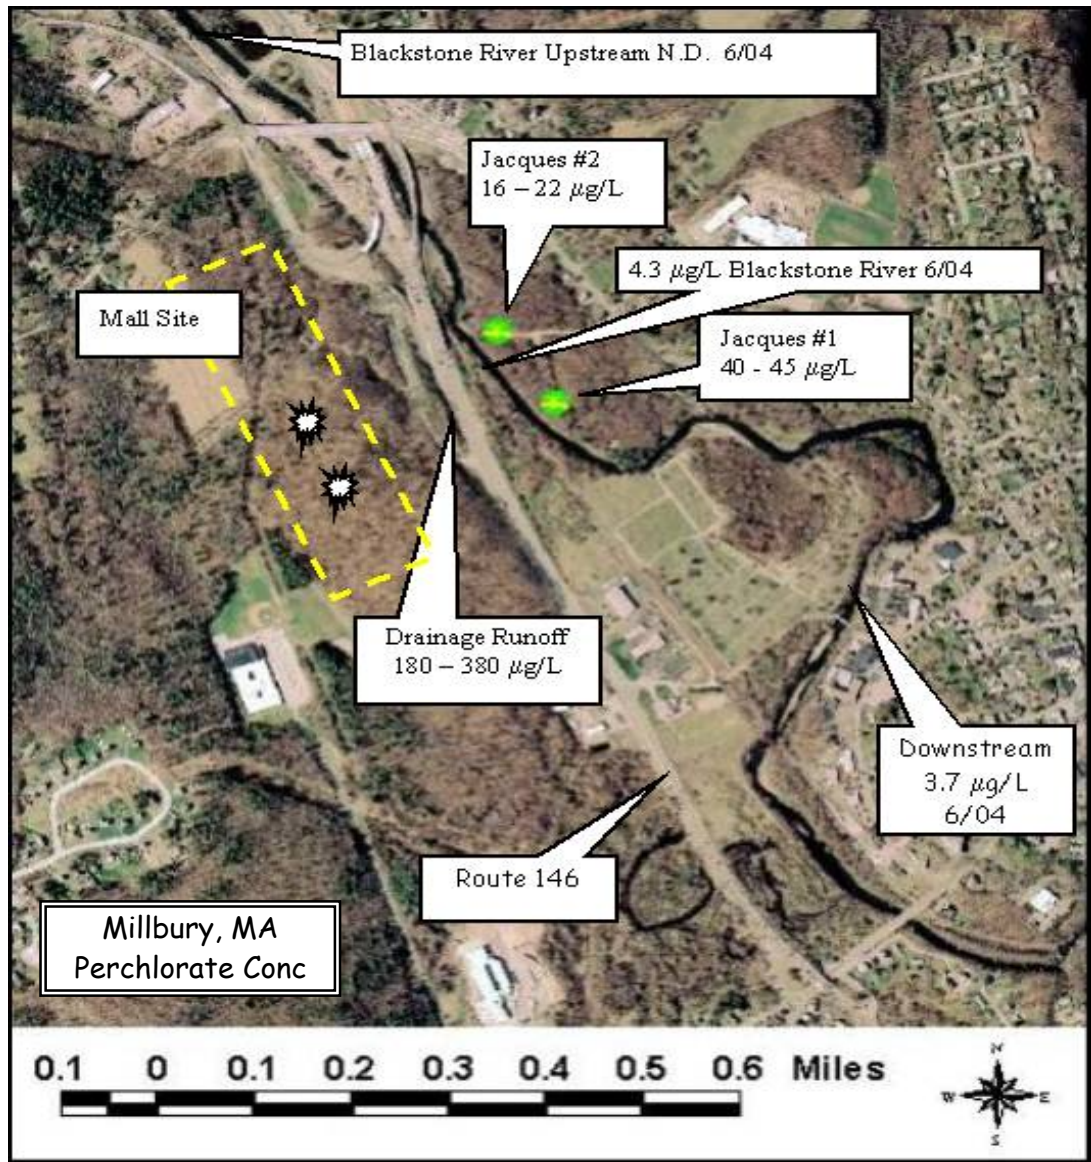 Blackstone River Upstream N.D.  6/04
Jacques #2
16 – 22 µg/L
4.3 µg/L Blackstone River 6/04
Mall Site
Jacques #1
40 - 45 µg/L
Drainage Runoff
180 – 380 µg/L
Downstream
3.7 µg/L
6/04
Route 146
Millbury, MA
Perchlorate Conc
0.1 0 0.1 0.2 0.3 0.4 0.5 0.6 Miles
N
W E
S